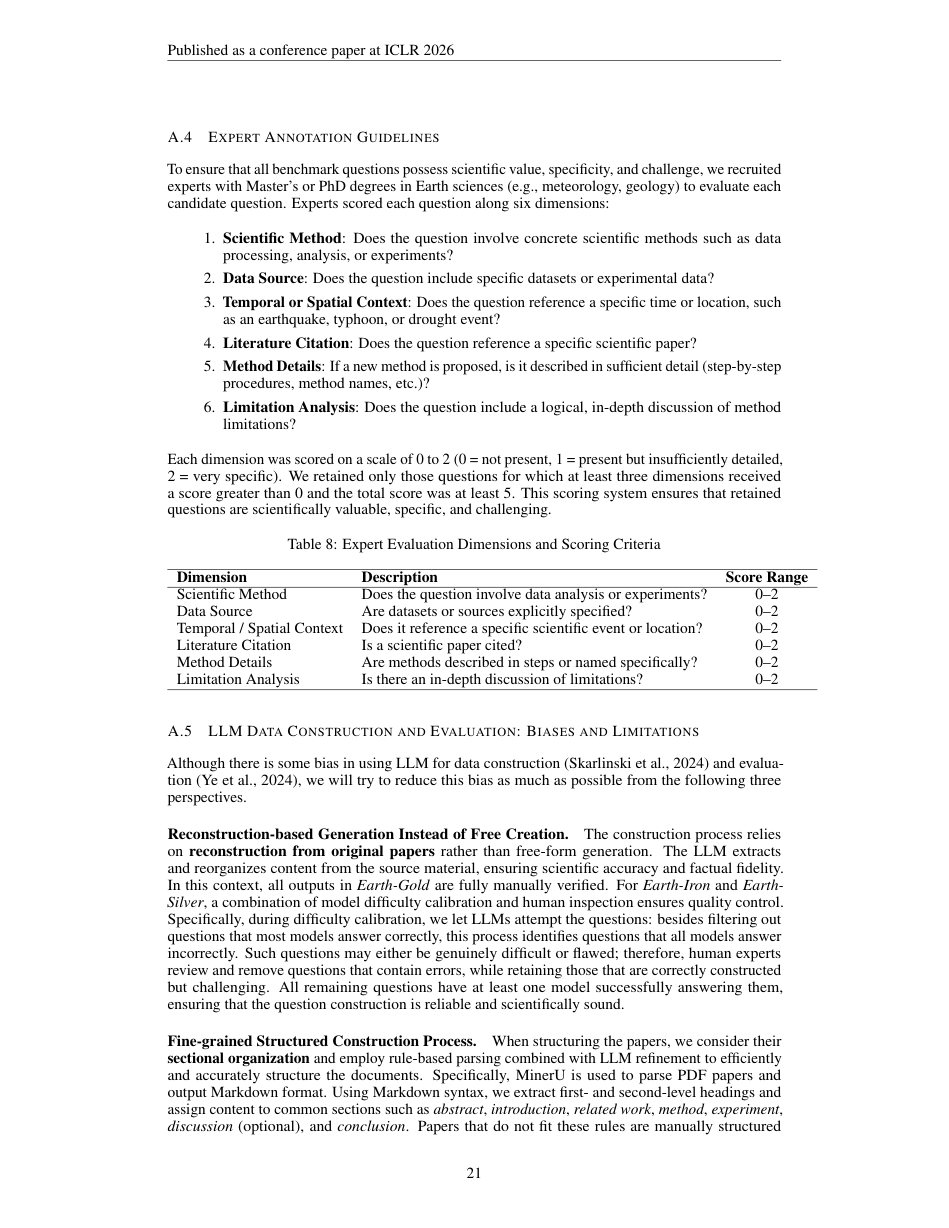 Published as a conference paper at ICLR 2026
A.4 EXPERT ANNOTATION GUIDELINES
To ensure that all benchmark questions possess scientific value, specificity, and challenge, we recruited
experts with Master's or PhD degrees in Earth sciences (e.g., meteorology, geology) to evaluate each
candidate question. Experts scored each question along six dimensions:
1. Scientific Method: Does the question involve concrete scientific methods such as data
processing, analysis, or experiments?
2. Data Source: Does the question include specific datasets or experimental data?
3. Temporal or Spatial Context: Does the question reference a specific time or location, such
as an earthquake, typhoon, or drought event?
4. Literature Citation: Does the question reference a specific scientific paper?
5. Method Details: If a new method is proposed, is it described in sufficient detail (step-by-step
procedures, method names, etc.)?
6. Limitation Analysis: Does the question include a logical, in-depth discussion of method
limitations?
Each dimension was scored on a scale of 0 to 2 (0 = not present, 1 = present but insufficiently detailed,
2 = very specific). We retained only those questions for which at least three dimensions received
a score greater than 0 and the total score was at least 5. This scoring system ensures that retained
questions are scientifically valuable, specific, and challenging.
Table 8: Expert Evaluation Dimensions and Scoring Criteria
Dimension Description Score Range
Scientific Method Does the question involve data analysis or experiments? 0–2
Data Source Are datasets or sources explicitly specified? 0–2
Temporal / Spatial Context Does it reference a specific scientific event or location? 0–2
Literature Citation Is a scientific paper cited? 0–2
Method Details Are methods described in steps or named specifically? 0–2
Limitation Analysis Is there an in-depth discussion of limitations? 0–2
A.5 LLM DATA CONSTRUCTION AND EVALUATION: BIASES AND LIMITATIONS
Although there is some bias in using LLM for data construction (Skarlinski et al., 2024) and evalua-
tion (Ye et al., 2024), we will try to reduce this bias as much as possible from the following three
perspectives.
Reconstruction-based Generation Instead of Free Creation. The construction process relies
on reconstruction from original papers rather than free-form generation. The LLM extracts
and reorganizes content from the source material, ensuring scientific accuracy and factual fidelity.
In this context, all outputs in Earth-Gold are fully manually verified. For Earth-Iron and Earth-
Silver, a combination of model difficulty calibration and human inspection ensures quality control.
Specifically, during difficulty calibration, we let LLMs attempt the questions: besides filtering out
questions that most models answer correctly, this process identifies questions that all models answer
incorrectly. Such questions may either be genuinely difficult or flawed; therefore, human experts
review and remove questions that contain errors, while retaining those that are correctly constructed
but challenging. All remaining questions have at least one model successfully answering them,
ensuring that the question construction is reliable and scientifically sound.
Fine-grained Structured Construction Process. When structuring the papers, we consider their
sectional organization and employ rule-based parsing combined with LLM refinement to efficiently
and accurately structure the documents. Specifically, MinerU is used to parse PDF papers and
output Markdown format. Using Markdown syntax, we extract first- and second-level headings and
assign content to common sections such as abstract, introduction, related work, method, experiment,
discussion (optional), and conclusion. Papers that do not fit these rules are manually structured
21